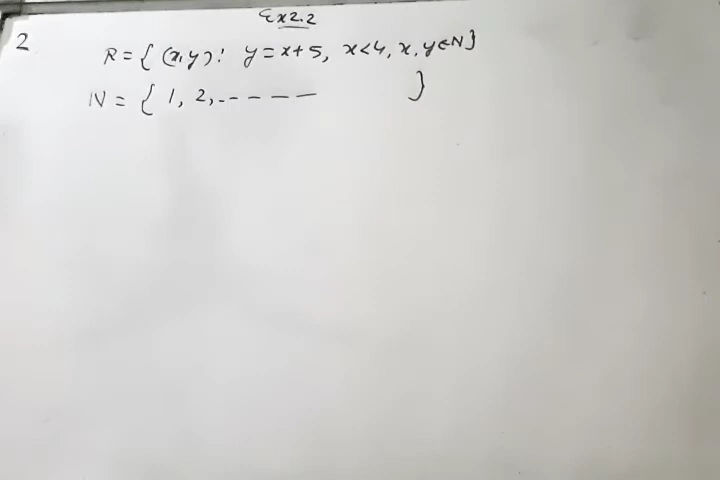 Ex2.2
2
R = { (x, y) : y = x + 5, x < 4, x, y ∈ N }
N = { 1, 2, - - - - - - }